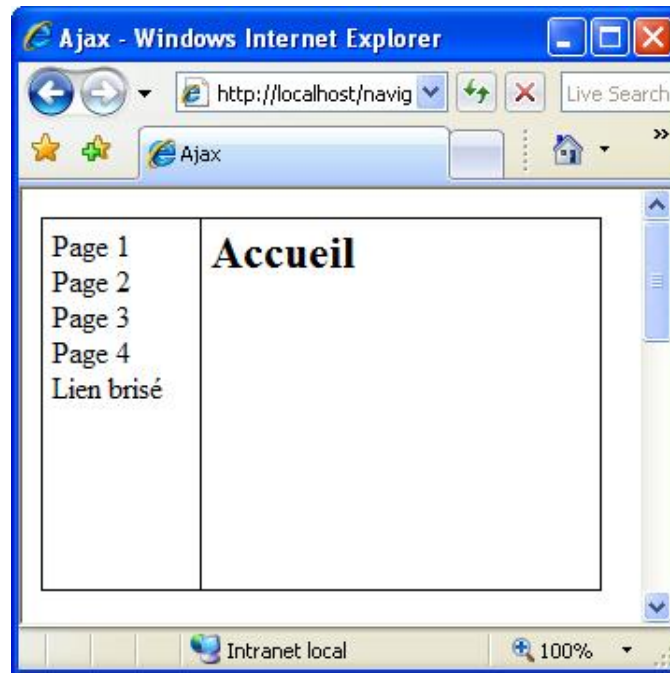 Ajax - Windows Internet Explorer
http://localhost/navig
Live Search
Ajax
»
Page 1
Page 2
Page 3
Page 4
Lien brisé
Accueil
Intranet local
100%